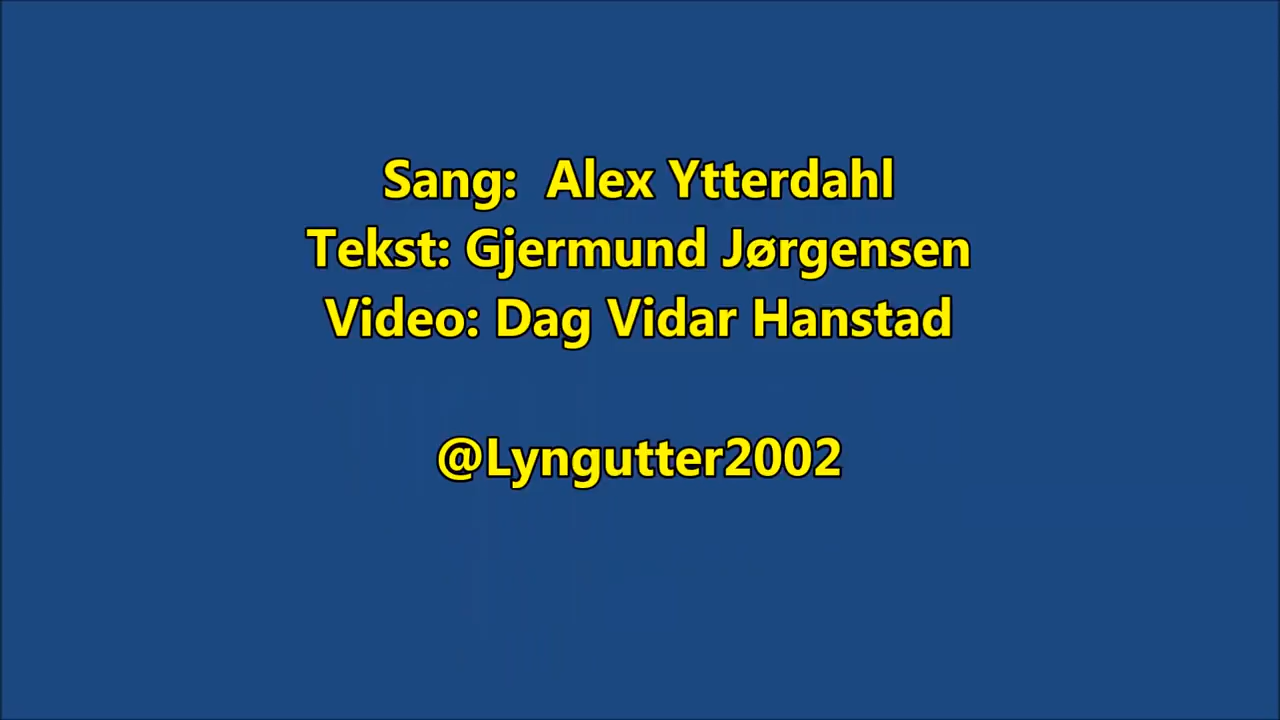 Sang:  Alex Ytterdahl
Tekst: Gjermund Jørgensen
Video: Dag Vidar Hanstad
@Lyngutter2002